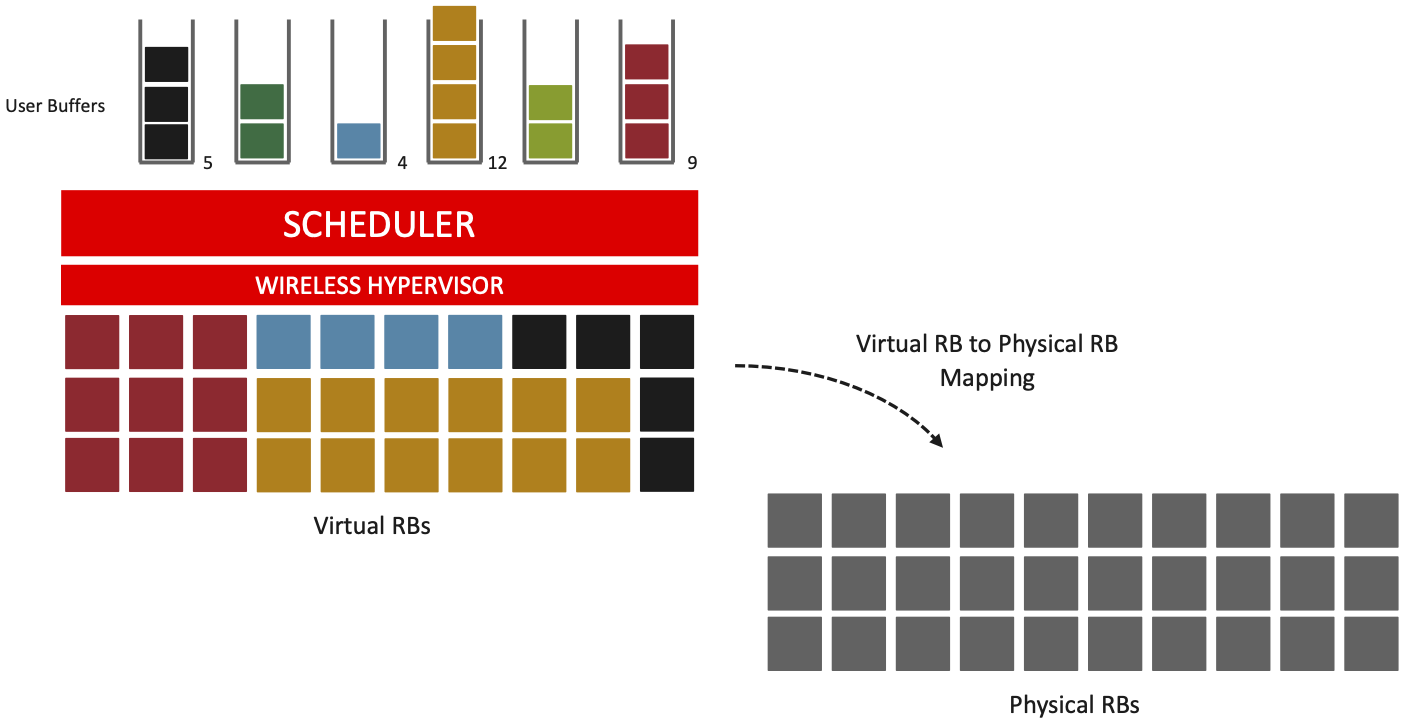 User Buffers
5
4
12
9
SCHEDULER
WIRELESS HYPERVISOR
Virtual RB to Physical RB
Mapping
Virtual RBs
Physical RBs